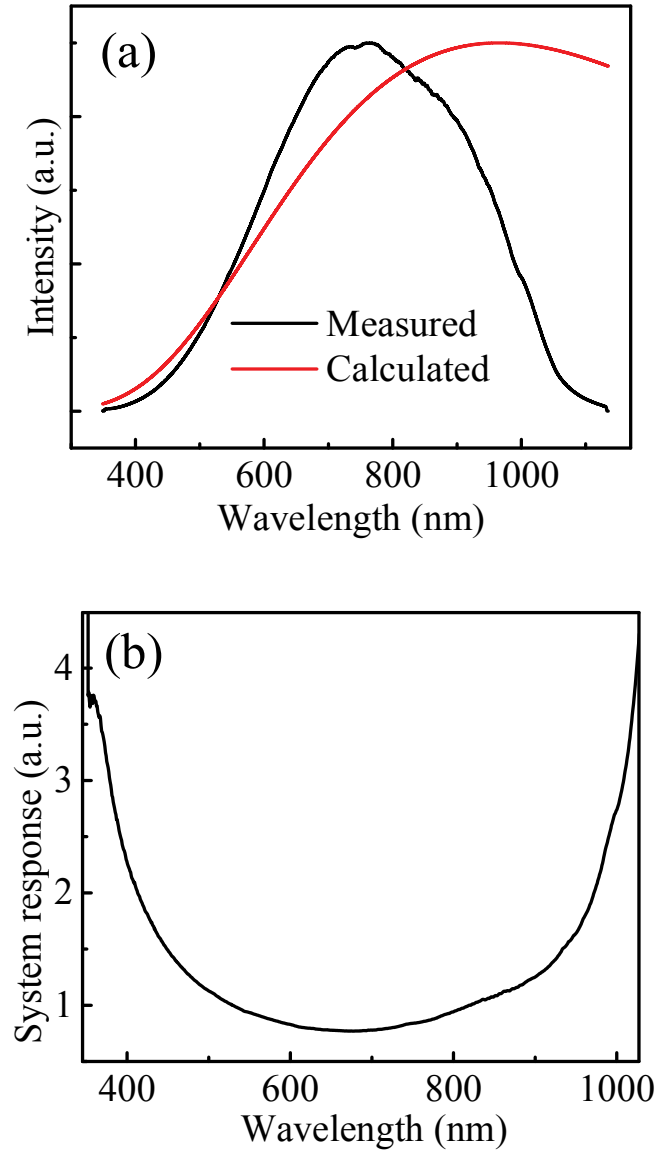 (a)
Intensity (a.u.)
Measured
Calculated
400 600 800 1000
Wavelength (nm)
(b)
4
3
2
1
System response (a.u.)
400 600 800 1000
Wavelength (nm)